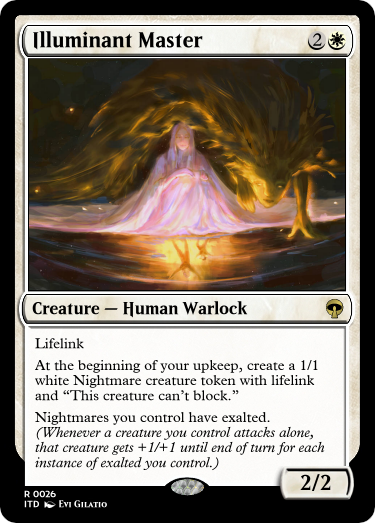 Illuminant Master 2
Creature — Human Warlock
Lifelink
At the beginning of your upkeep, create a 1/1
white Nightmare creature token with lifelink
and “This creature can’t block.”
Nightmares you control have exalted.
(Whenever a creature you control attacks alone,
that creature gets +1/+1 until end of turn for each
instance of exalted you control.)
2/2
R 0026
ITD Evi Gilatio